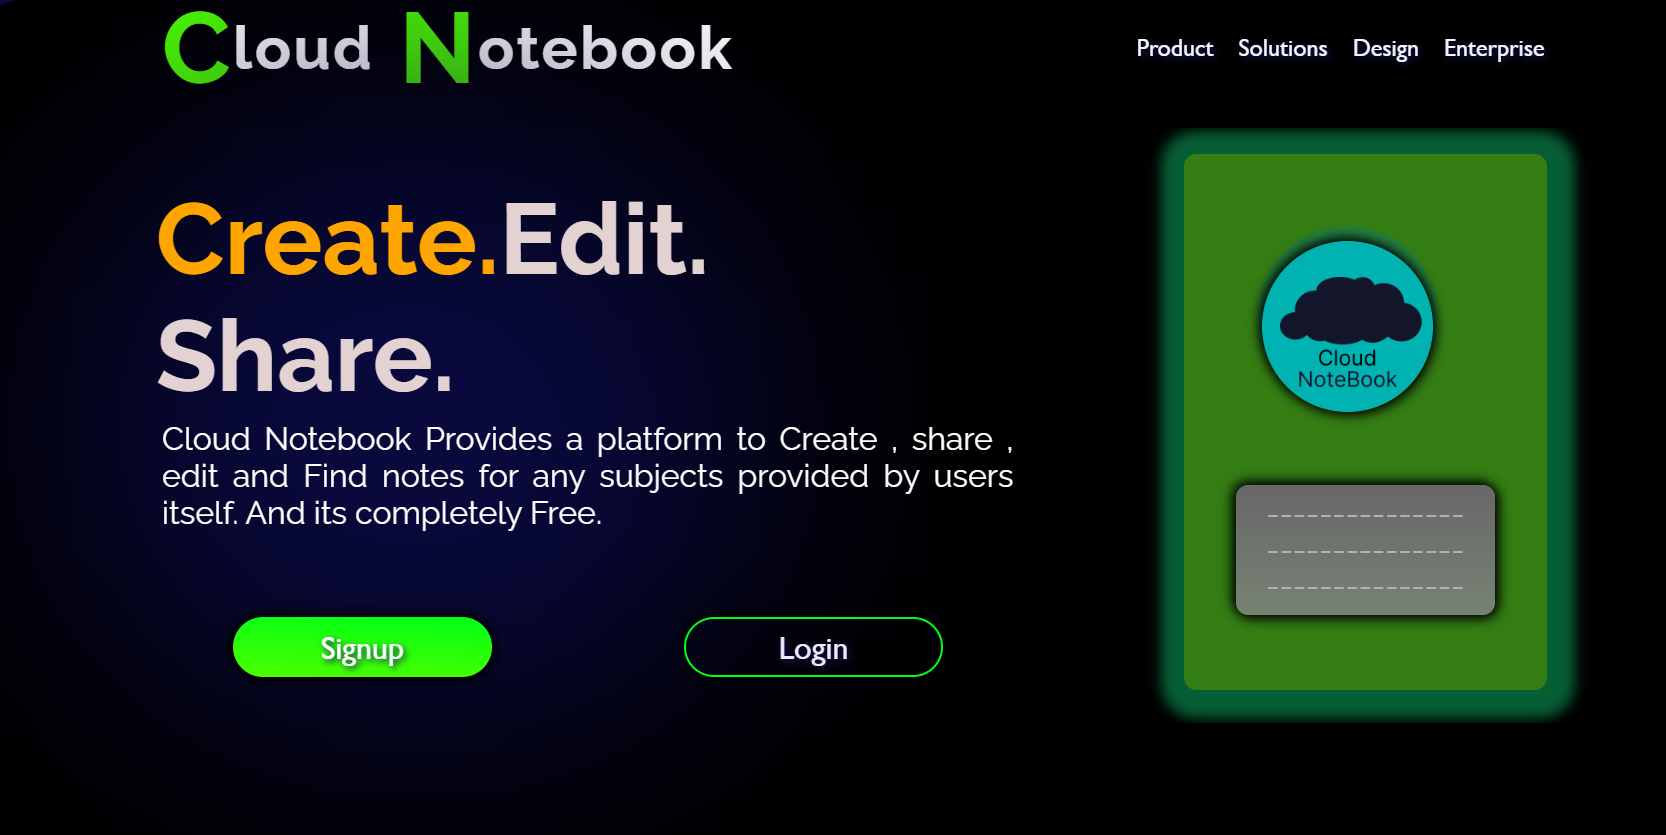 Cloud Notebook
Product Solutions Design Enterprise
Create.Edit.
Share.
Cloud Notebook Provides a platform to Create , share ,
edit and Find notes for any subjects provided by users
itself. And its completely Free.
Signup
Login
Cloud
NoteBook